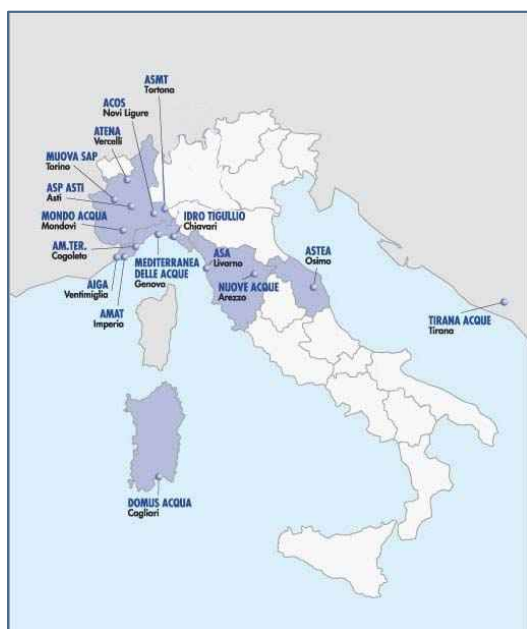 ASMT
Tortona
ACOS
Novi Ligure
ATENA
Vercelli
MUOVA SAP
Torino
ASP ASTI
Asti
MONDO ACQUA
Mondovì
AM.TER.
Cogoleto
AIGA
Ventimiglia
AMAT
Imperia
IDRO TIGULLIO
Chiavari
MEDITERRANEA
DELLE ACQUE
Genova
ASA
Livorno
NUOVE ACQUE
Arezzo
ASTEA
Osimo
TIRANA ACQUE
Tirana
DOMUS ACQUA
Cagliari